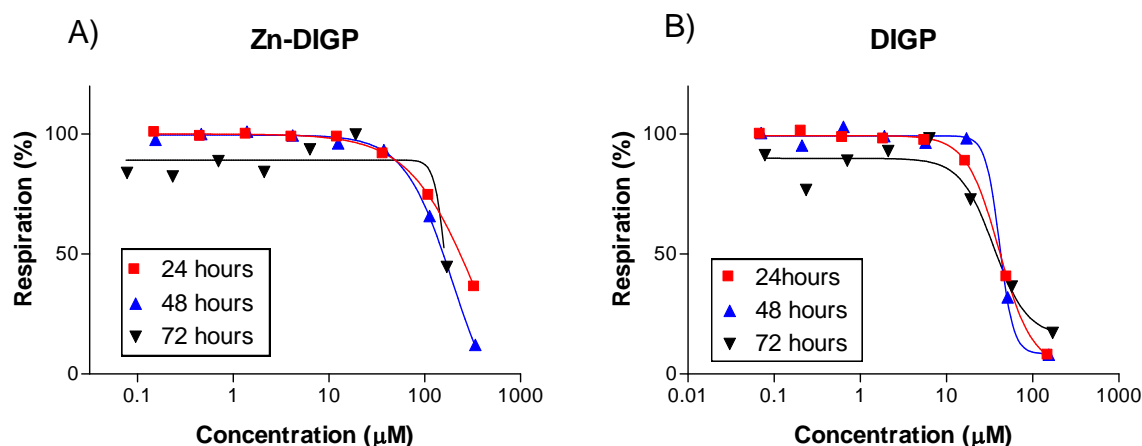 A)
Zn-DIGP
Respiration (%)
100
50
0
24 hours
48 hours
72 hours
0.1
1
10
100
1000
Concentration (μM)
B)
DIGP
Respiration (%)
100
50
0
24hours
48 hours
72 hours
0.01
0.1
1
10
100
1000
Concentration (μM)